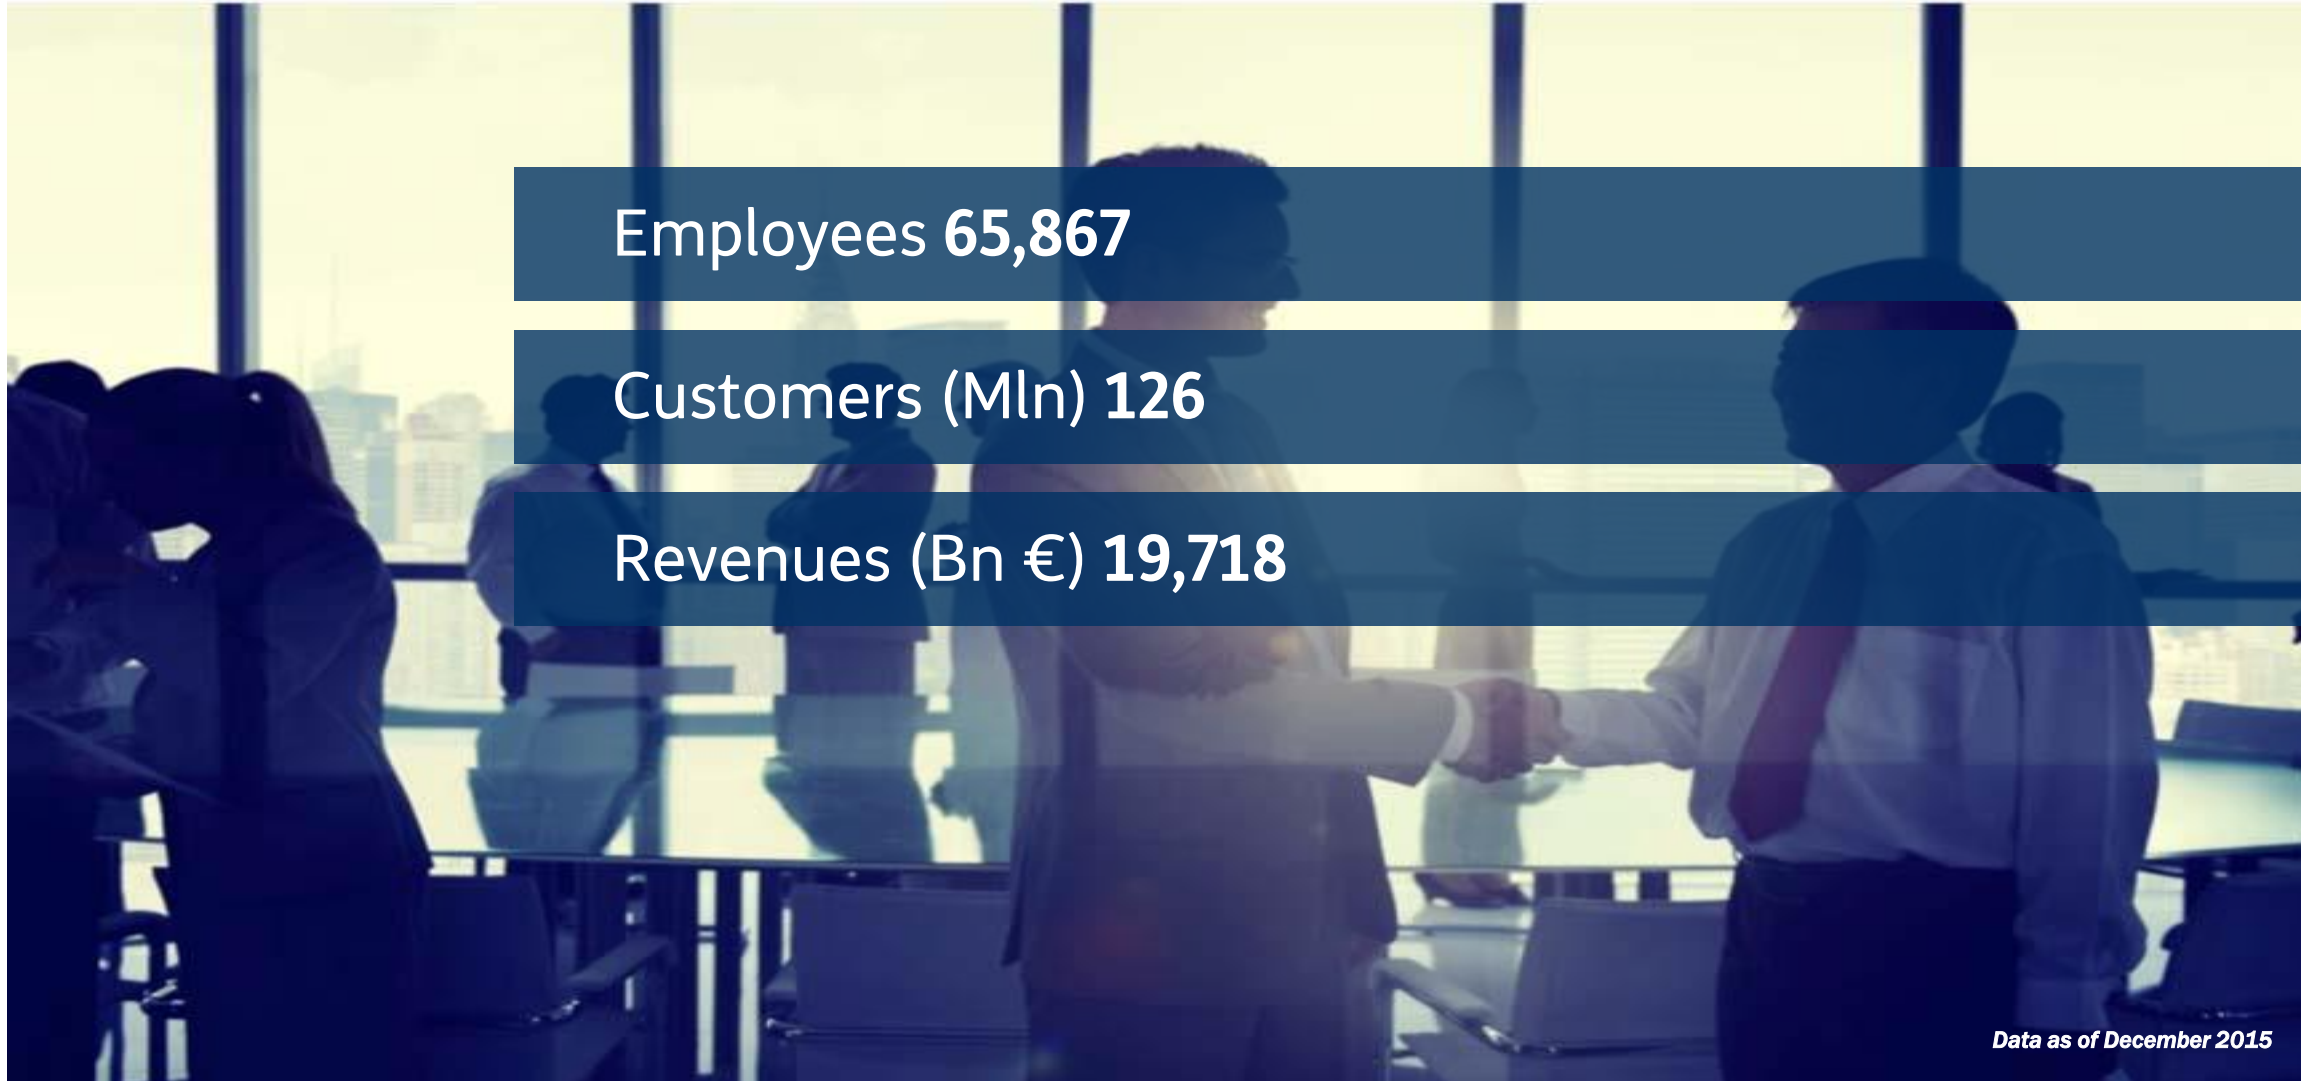 Employees 65,867
Customers (Mln) 126
Revenues (Bn €) 19,718
Data as of December 2015